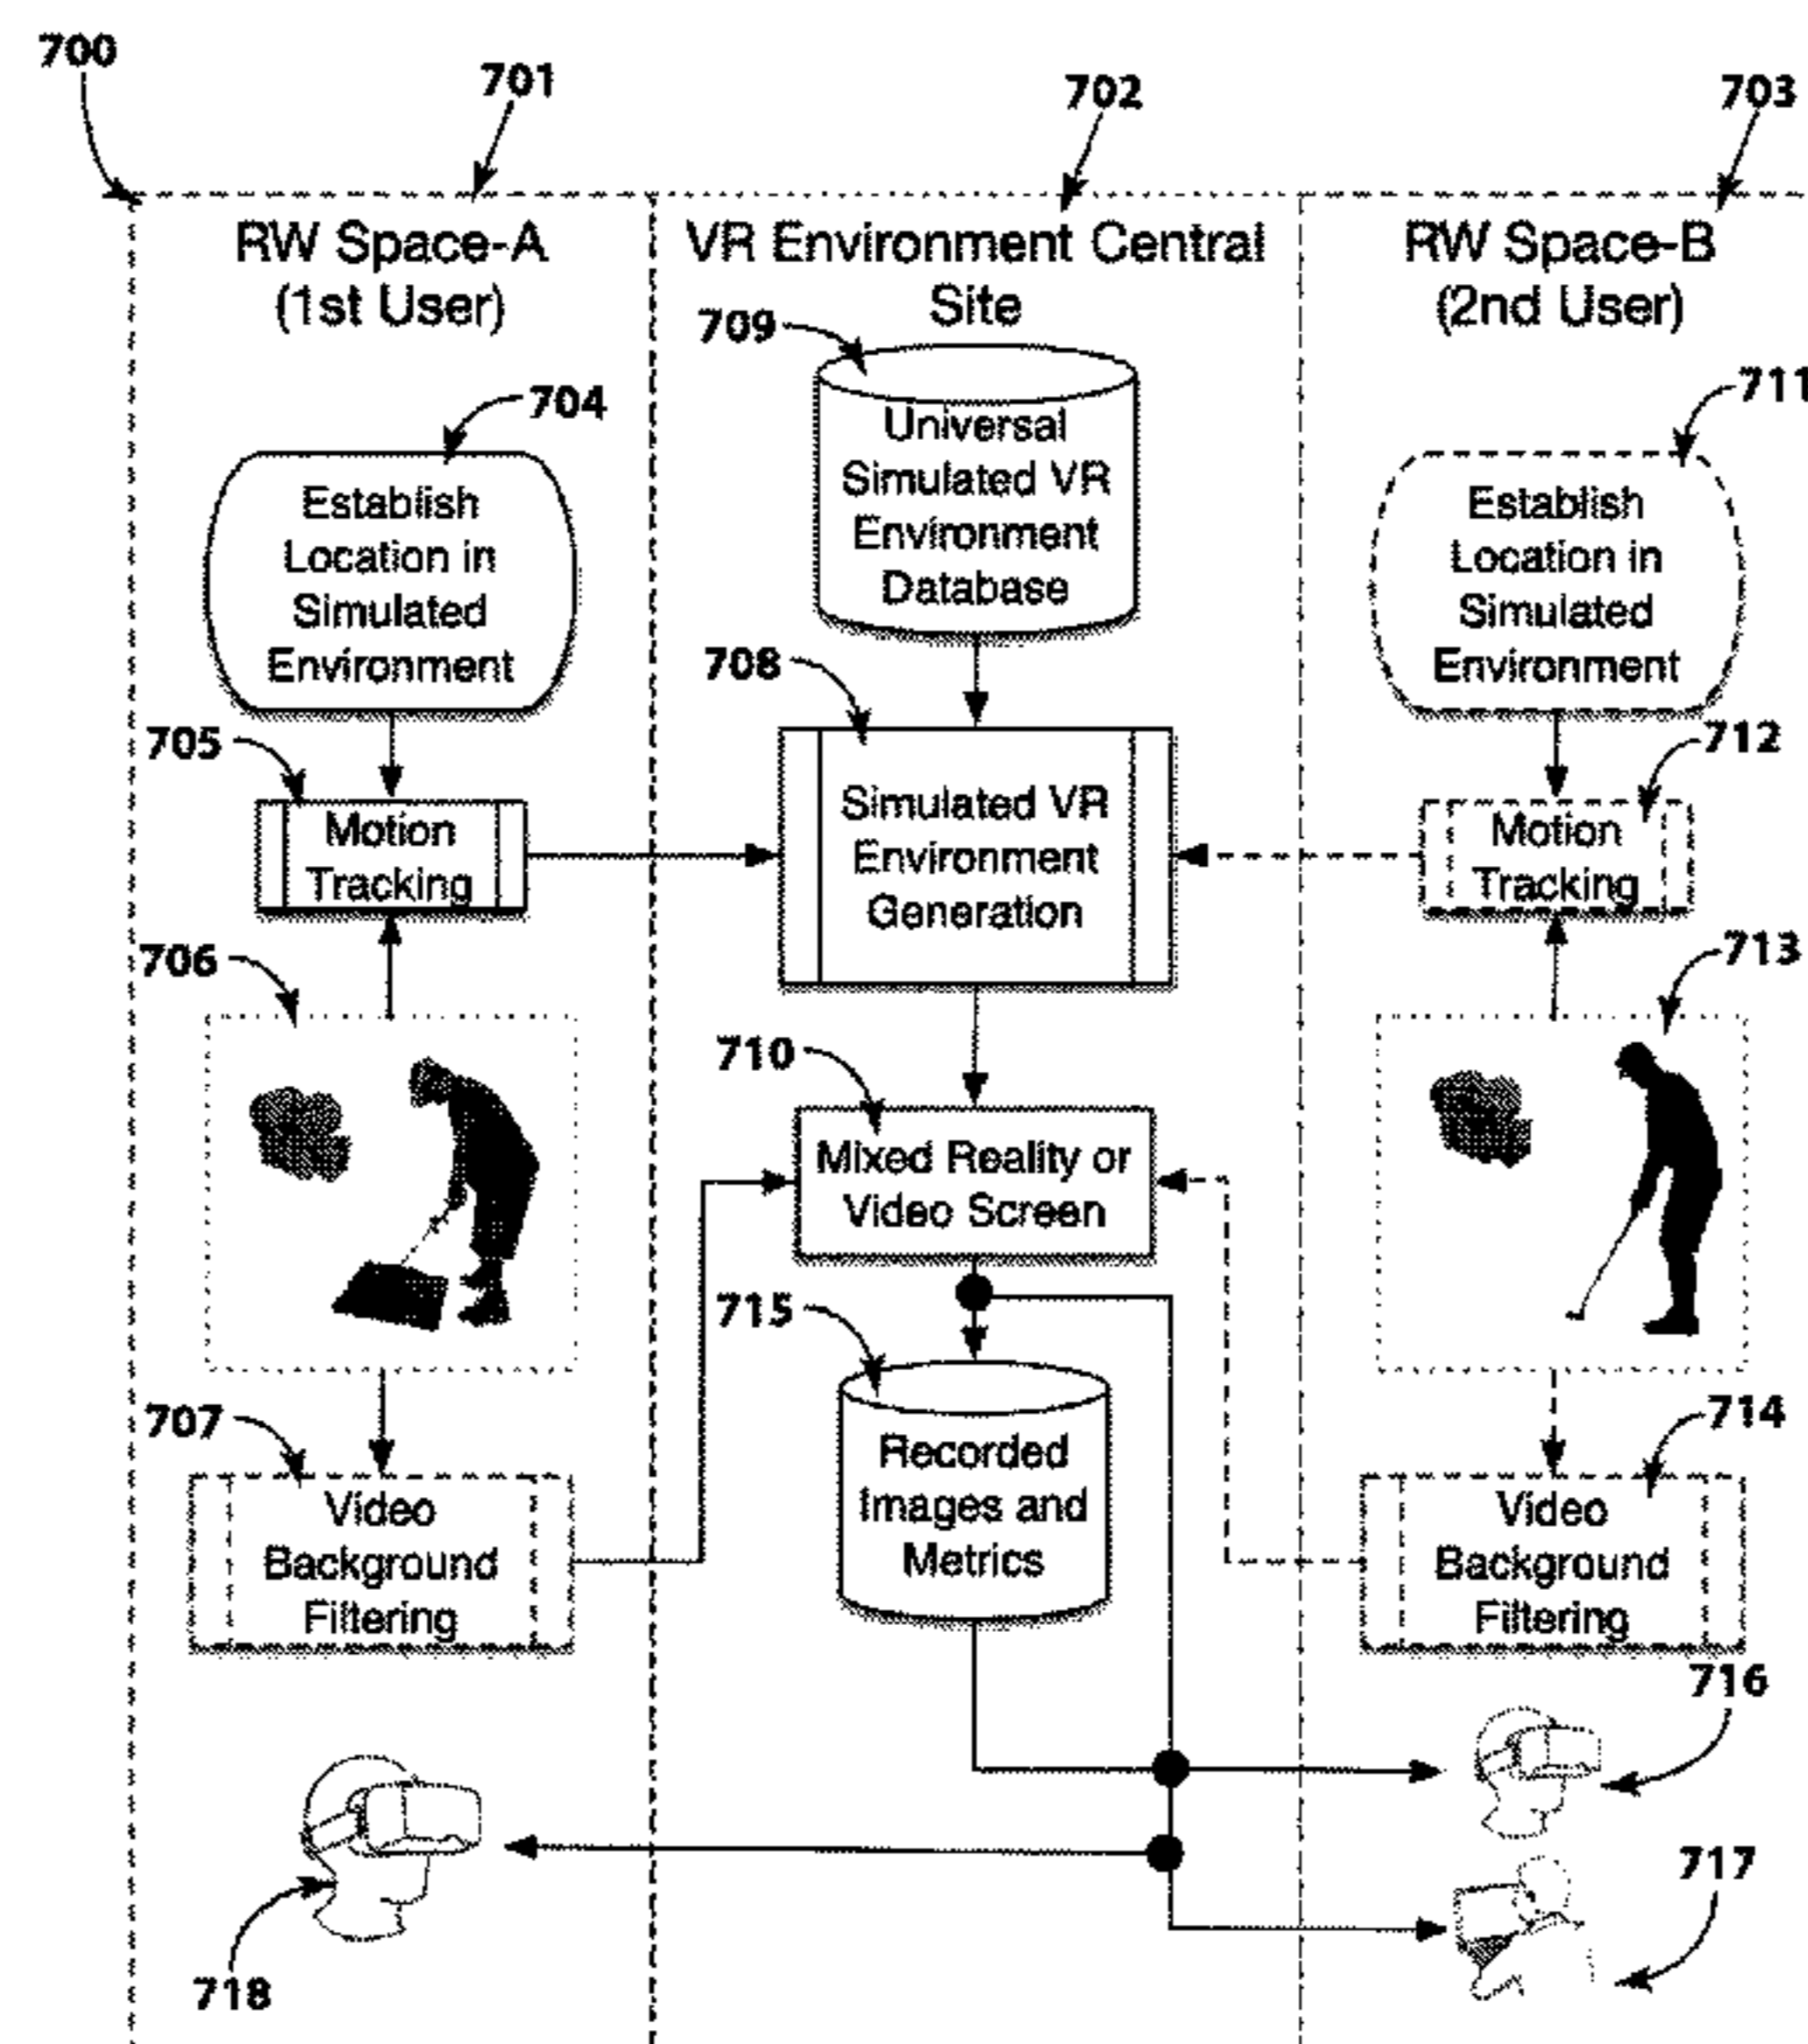 700
701
702
703
RW Space-A
(1st User)
VR Environment Central
Site
RW Space-B
(2nd User)
709
704
711
Universal
Simulated VR
Environment
Database
Establish
Location in
Simulated
Environment
Establish
Location in
Simulated
Environment
708
705
712
Motion
Tracking
Simulated VR
Environment
Generation
Motion
Tracking
706
713
710
Mixed Reality or
Video Screen
715
707
714
Recorded
Images and
Metrics
Video
Background
Filtering
Video
Background
Filtering
716
717
718